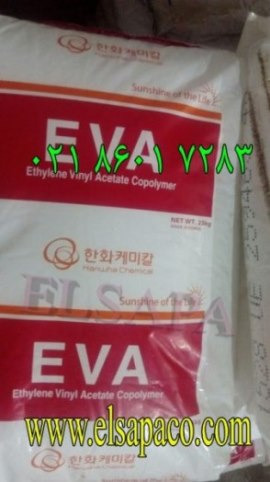 한화케미칼
Sunshine of the Life
EVA
۰۲۱ ۸۶۰۱ ۷۲۸۳
Ethylene Vinyl Acetate Copolymer
NET WT. 25kg
한화케미칼
Hanwha Chemical
Sunshine of the Life
ELSAPA
EVA
Ethylene Vinyl Acetate Copolymer
www.elsapaco.com
한화케미칼